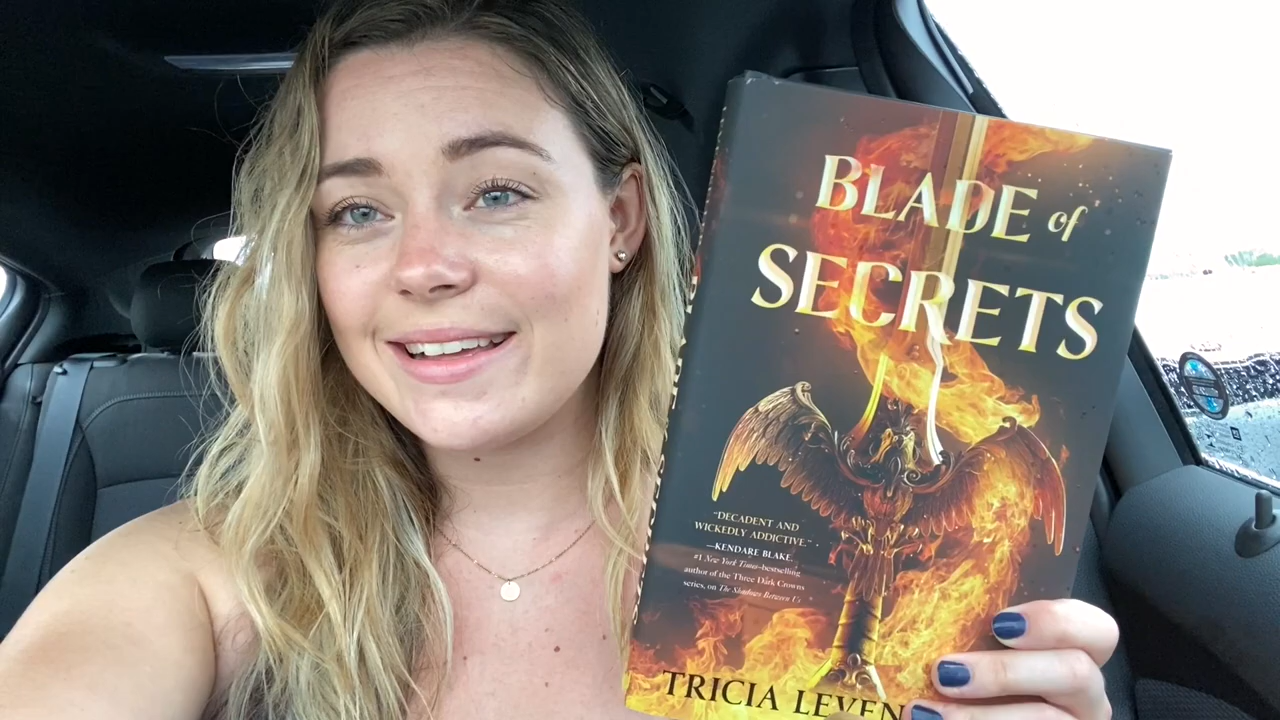 BLADE of
SECRETS
“DECADENT AND
WICKEDLY ADDICTIVE.”
—KENDARE BLAKE,
#1 New York Times–bestselling
author of the Three Dark Crowns
series, on The Shadows Between Us
TRICIA LEVEN